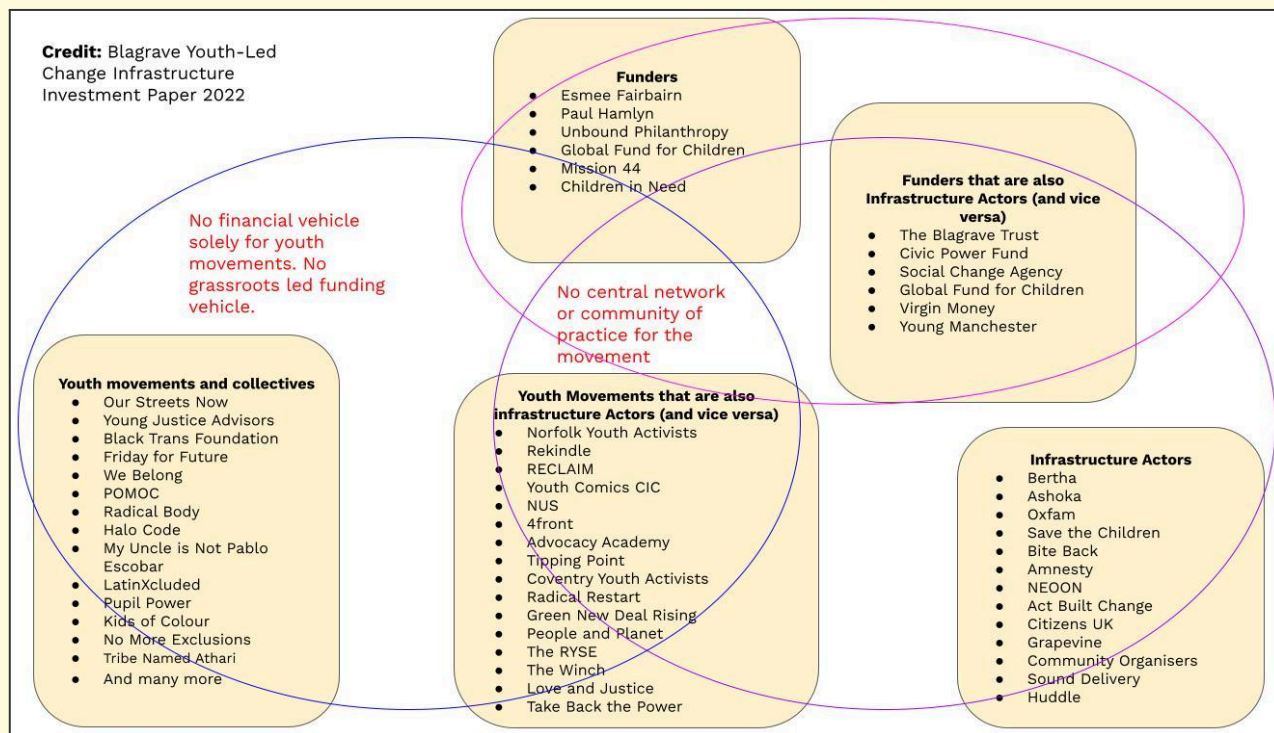 Credit: Blagrave Youth-Led
Change Infrastructure
Investment Paper 2022
Funders
● Esmee Fairbairn
● Paul Hamlyn
● Unbound Philanthropy
● Global Fund for Children
● Mission 44
● Children in Need
Funders that are also
Infrastructure Actors (and vice
versa)
● The Blagrave Trust
● Civic Power Fund
● Social Change Agency
● Global Fund for Children
● Virgin Money
● Young Manchester
No financial vehicle
solely for youth
movements. No
grassroots led funding
vehicle.
No central network
or community of
practice for the
movement
Youth movements and collectives
● Our Streets Now
● Young Justice Advisors
● Black Trans Foundation
● Friday for Future
● We Belong
● POMOC
● Radical Body
● Halo Code
● My Uncle is Not Pablo
Escobar
● LatinXcluded
● Pupil Power
● Kids of Colour
● No More Exclusions
● Tribe Named Athari
● And many more
Youth Movements that are also
infrastructure Actors (and vice versa)
● Norfolk Youth Activists
● Rekindle
● RECLAIM
● Youth Comics CIC
● NUS
● 4front
● Advocacy Academy
● Tipping Point
● Coventry Youth Activists
● Radical Restart
● Green New Deal Rising
● People and Planet
● The RYSE
● The Winch
● Love and Justice
● Take Back the Power
Infrastructure Actors
● Bertha
● Ashoka
● Oxfam
● Save the Children
● Bite Back
● Amnesty
● NEOON
● Act Built Change
● Citizens UK
● Grapevine
● Community Organisers
● Sound Delivery
● Huddle